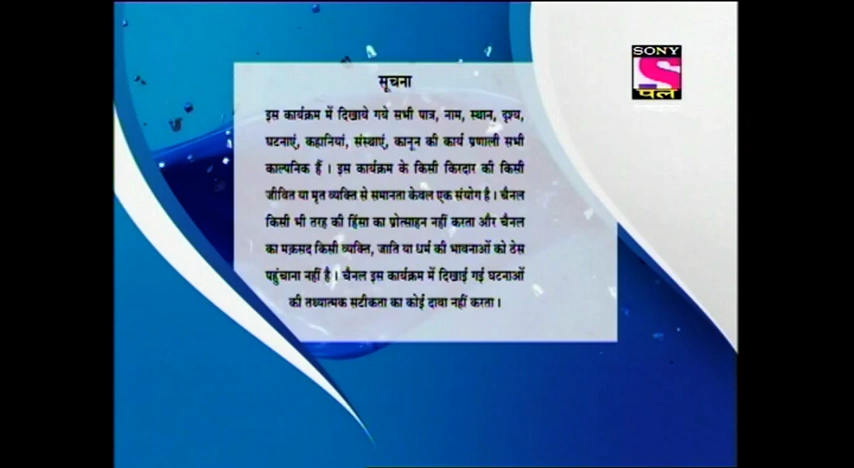 SONY
S
पल
सूचना
इस कार्यक्रम में दिखाये गये सभी पात्र, नाम, स्थान, दृश्य,
घटनाएं, कहानियां, संस्थाएं, कानून की कार्य प्रणाली सभी
काल्पनिक हैं । इस कार्यक्रम के किसी किरदार की किसी
जीवित या मृत व्यक्ति से समानता केवल एक संयोग है । चैनल
किसी भी तरह की हिंसा का प्रोत्साहन नहीं करता और चैनल
का मक़सद किसी व्यक्ति, जाति या धर्म की भावनाओं को ठेस
पहुंचाना नहीं है । चैनल इस कार्यक्रम में दिखाई गई घटनाओं
की तथ्यात्मक सटीकता का कोई दावा नहीं करता ।